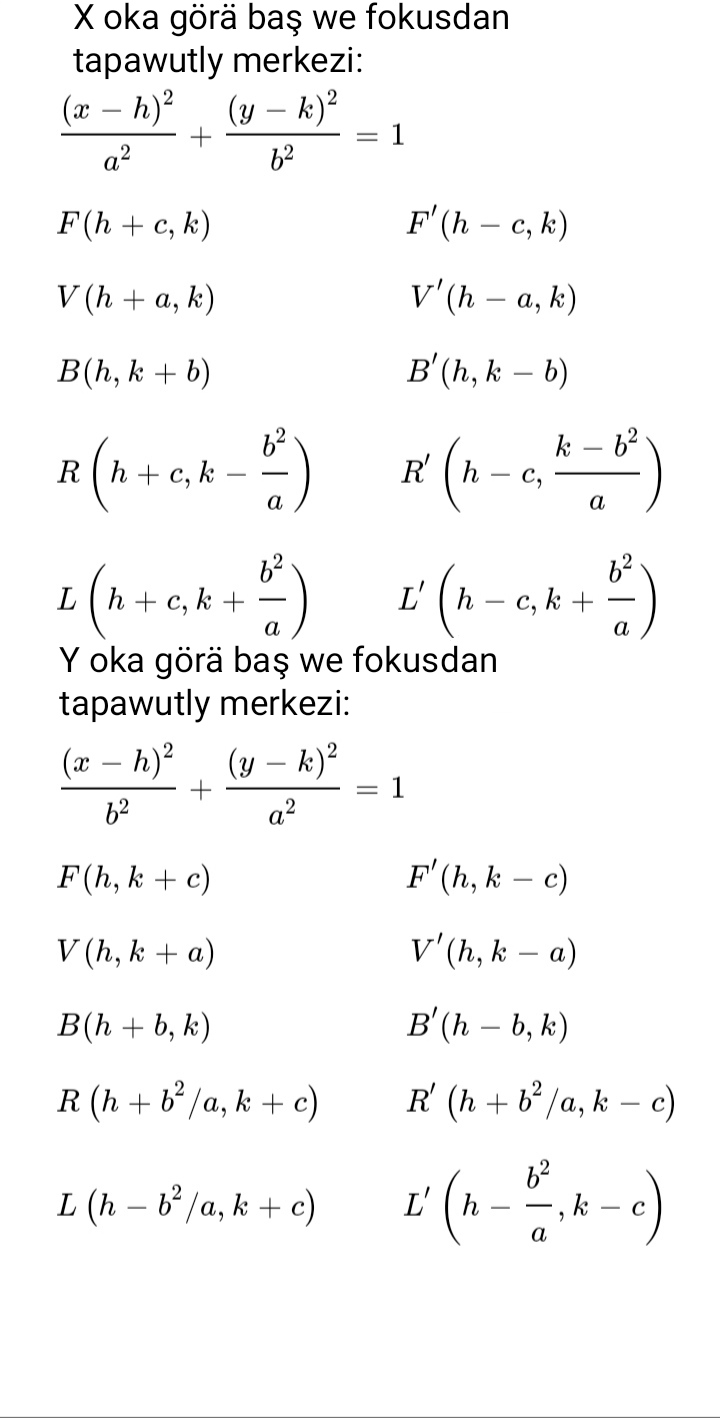 X oka görä baş we fokusdan
tapawutly merkezi:
(x − h)²/a² + (y − k)²/b² = 1
F(h + c, k) F′(h − c, k)
V(h + a, k) V′(h − a, k)
B(h, k + b) B′(h, k − b)
R(h + c, k − b²/a) R′(h − c, (k − b²)/a)
L(h + c, k + b²/a) L′(h − c, k + b²/a)
Y oka görä baş we fokusdan
tapawutly merkezi:
(x − h)²/b² + (y − k)²/a² = 1
F(h, k + c) F′(h, k − c)
V(h, k + a) V′(h, k − a)
B(h + b, k) B′(h − b, k)
R(h + b²/a, k + c) R′(h + b²/a, k − c)
L(h − b²/a, k + c) L′(h − b²/a, k − c)